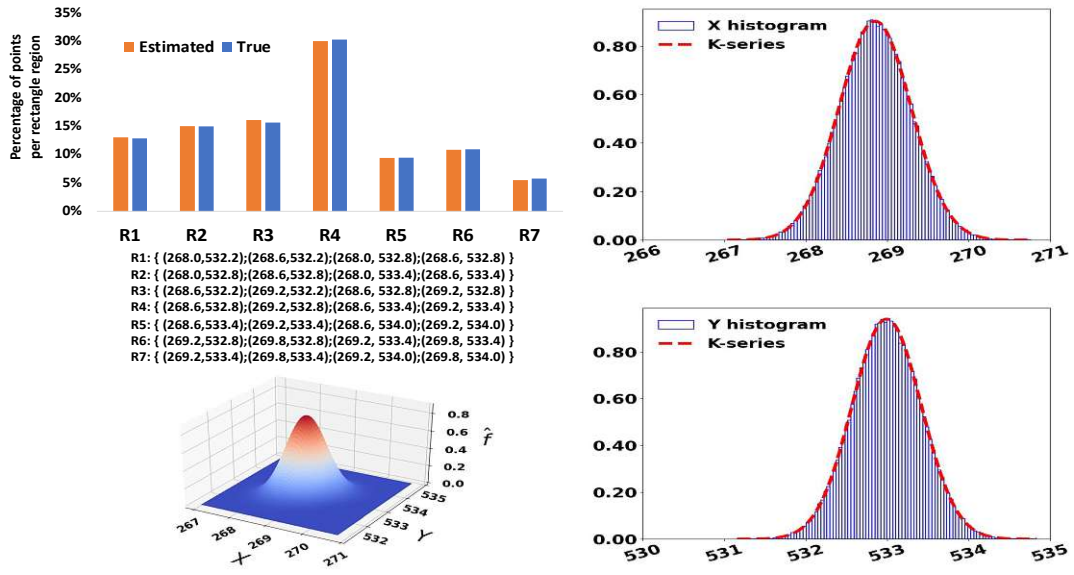 35%
30%
25%
20%
15%
10%
5%
0%
Percentage of points
per rectangle region
Estimated True
R1 R2 R3 R4 R5 R6 R7
R1: { (268.0,532.2);(268.6,532.2);(268.0, 532.8);(268.6, 532.8) }
R2: { (268.0,532.8);(268.6,532.8);(268.0, 533.4);(268.6, 533.4) }
R3: { (268.6,532.2);(269.2,532.2);(268.6, 532.8);(269.2, 532.8) }
R4: { (268.6,532.8);(269.2,532.8);(268.6, 533.4);(269.2, 533.4) }
R5: { (268.6,533.4);(269.2,533.4);(268.6, 534.0);(269.2, 534.0) }
R6: { (269.2,532.8);(269.8,532.8);(269.2, 533.4);(269.8, 533.4) }
R7: { (269.2,533.4);(269.8,533.4);(269.2, 534.0);(269.8, 534.0) }
0.8
0.6
0.4
0.2
0.0
f̂
535
534
533
532
Y
267
268
269
270
271
X
X histogram
K-series
0.80
0.60
0.40
0.20
0.00
266 267 268 269 270 271
Y histogram
K-series
0.80
0.60
0.40
0.20
0.00
530 531 532 533 534 535